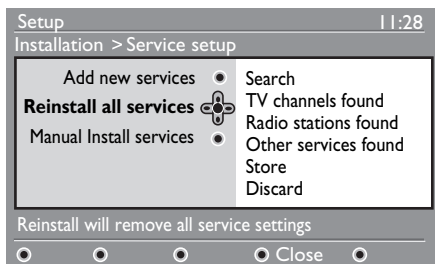 Setup 11:28
Installation > Service setup
Add new services
Reinstall all services
Manual Install services
Search
TV channels found
Radio stations found
Other services found
Store
Discard
Reinstall will remove all service settings
Close